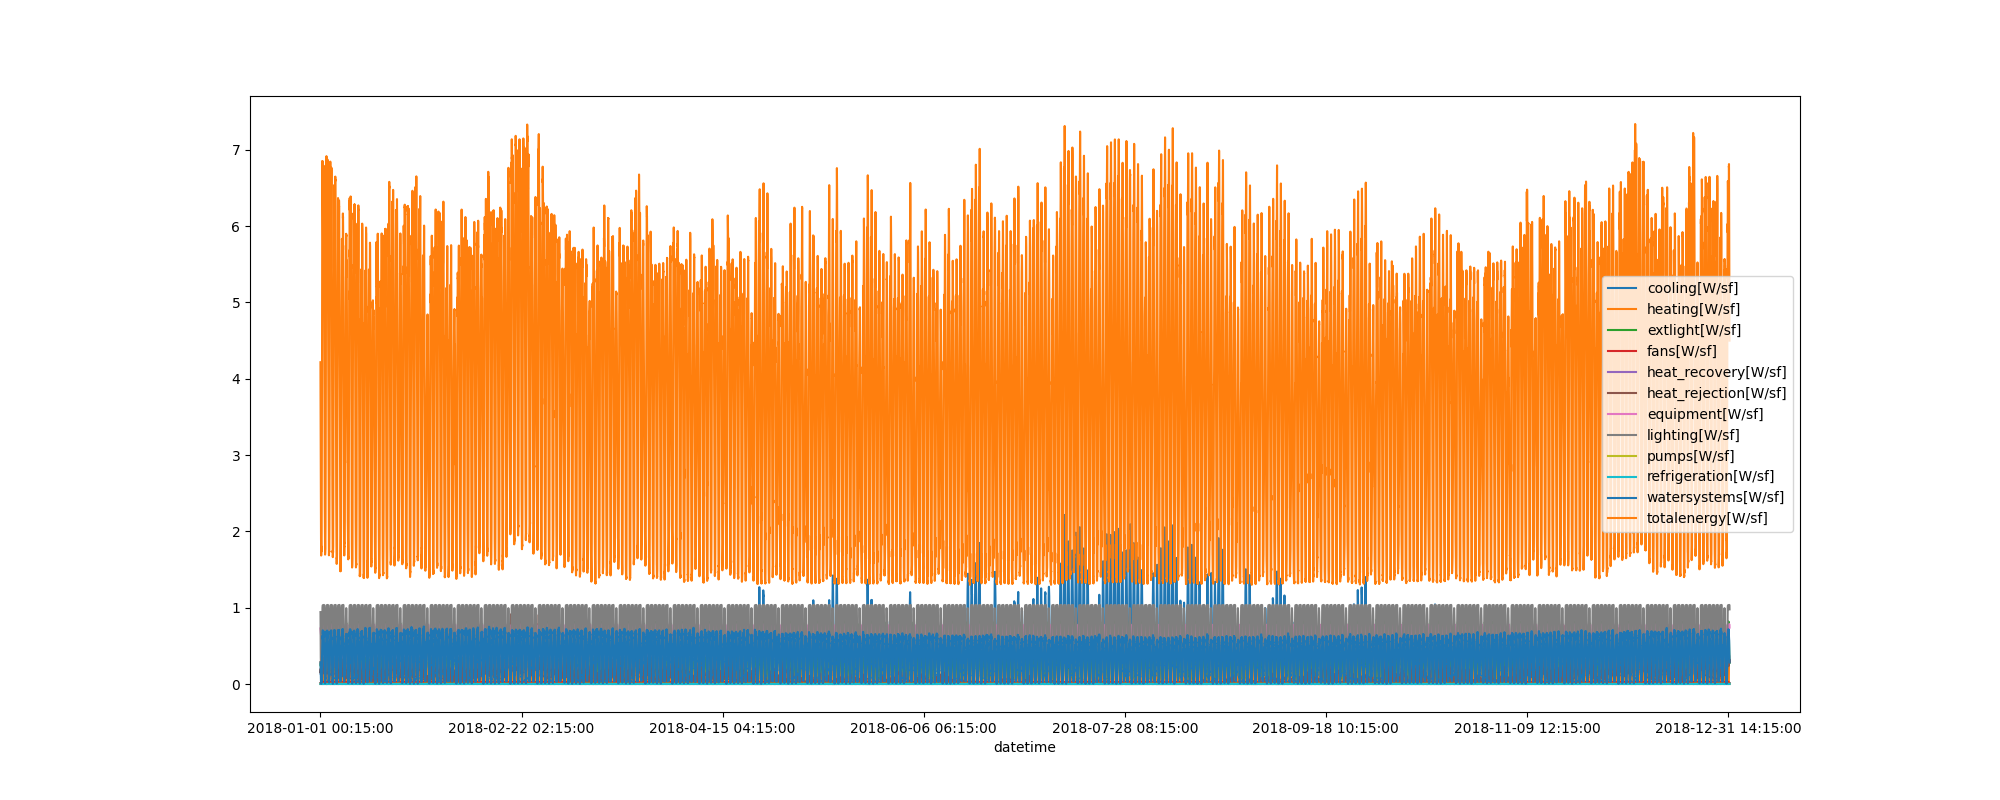 7
6
5
4
3
2
1
0
cooling[W/sf]
heating[W/sf]
extlight[W/sf]
fans[W/sf]
heat_recovery[W/sf]
heat_rejection[W/sf]
equipment[W/sf]
lighting[W/sf]
pumps[W/sf]
refrigeration[W/sf]
watersystems[W/sf]
totalenergy[W/sf]
2018-01-01 00:15:00 2018-02-22 02:15:00 2018-04-15 04:15:00 2018-06-06 06:15:00 2018-07-28 08:15:00 2018-09-18 10:15:00 2018-11-09 12:15:00 2018-12-31 14:15:00
datetime